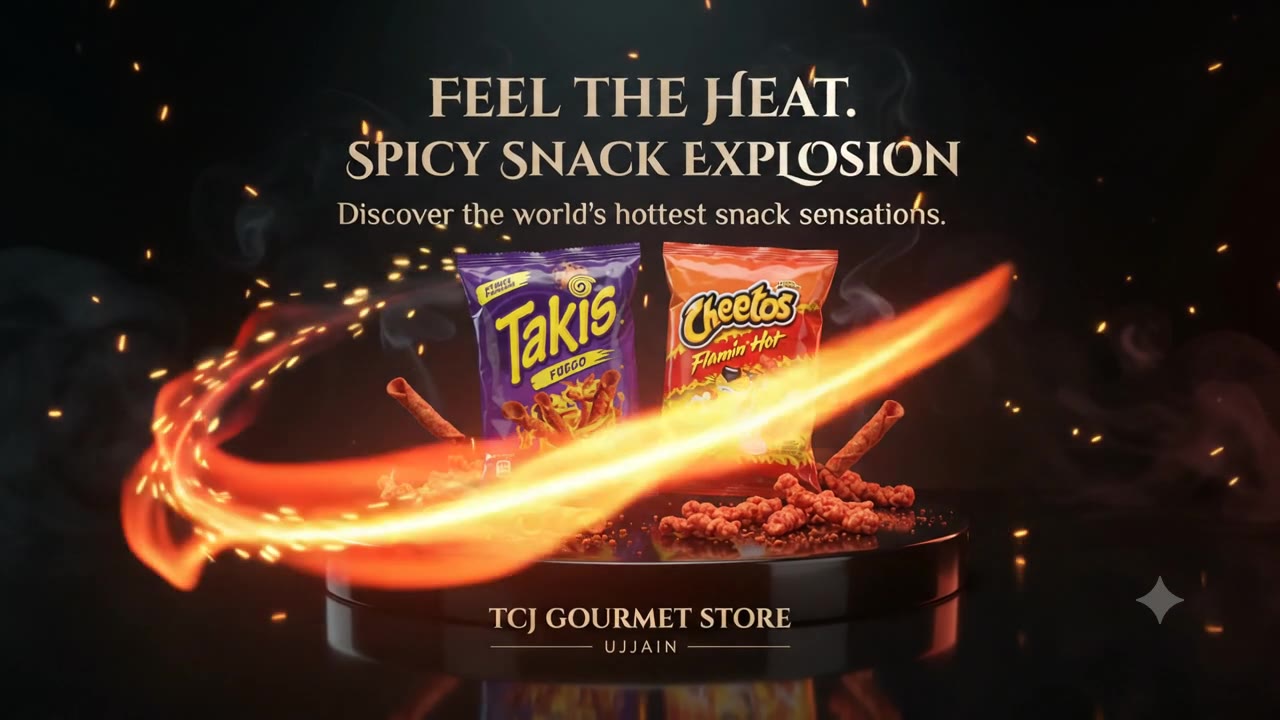 FEEL THE HEAT.
SPICY SNACK EXPLOSION
Discover the world's hottest snack sensations.
Takis
FUEGO
Cheetos
Flamin' Hot
TCJ GOURMET STORE
UJJAIN